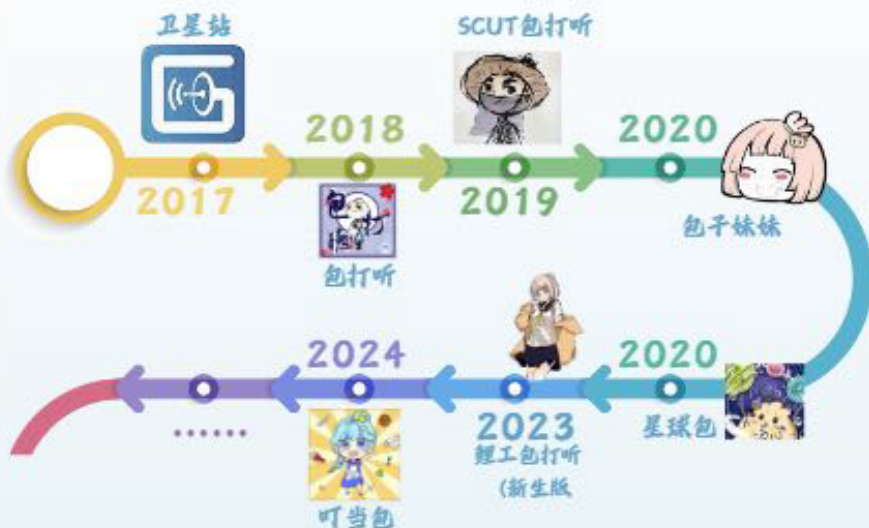 卫星站
SCUT包打听
2018
2020
2017
2019
包打听
包子妹妹
2024
2020
......
2023
星球包
鲤工包打听
(新生版
叮当包